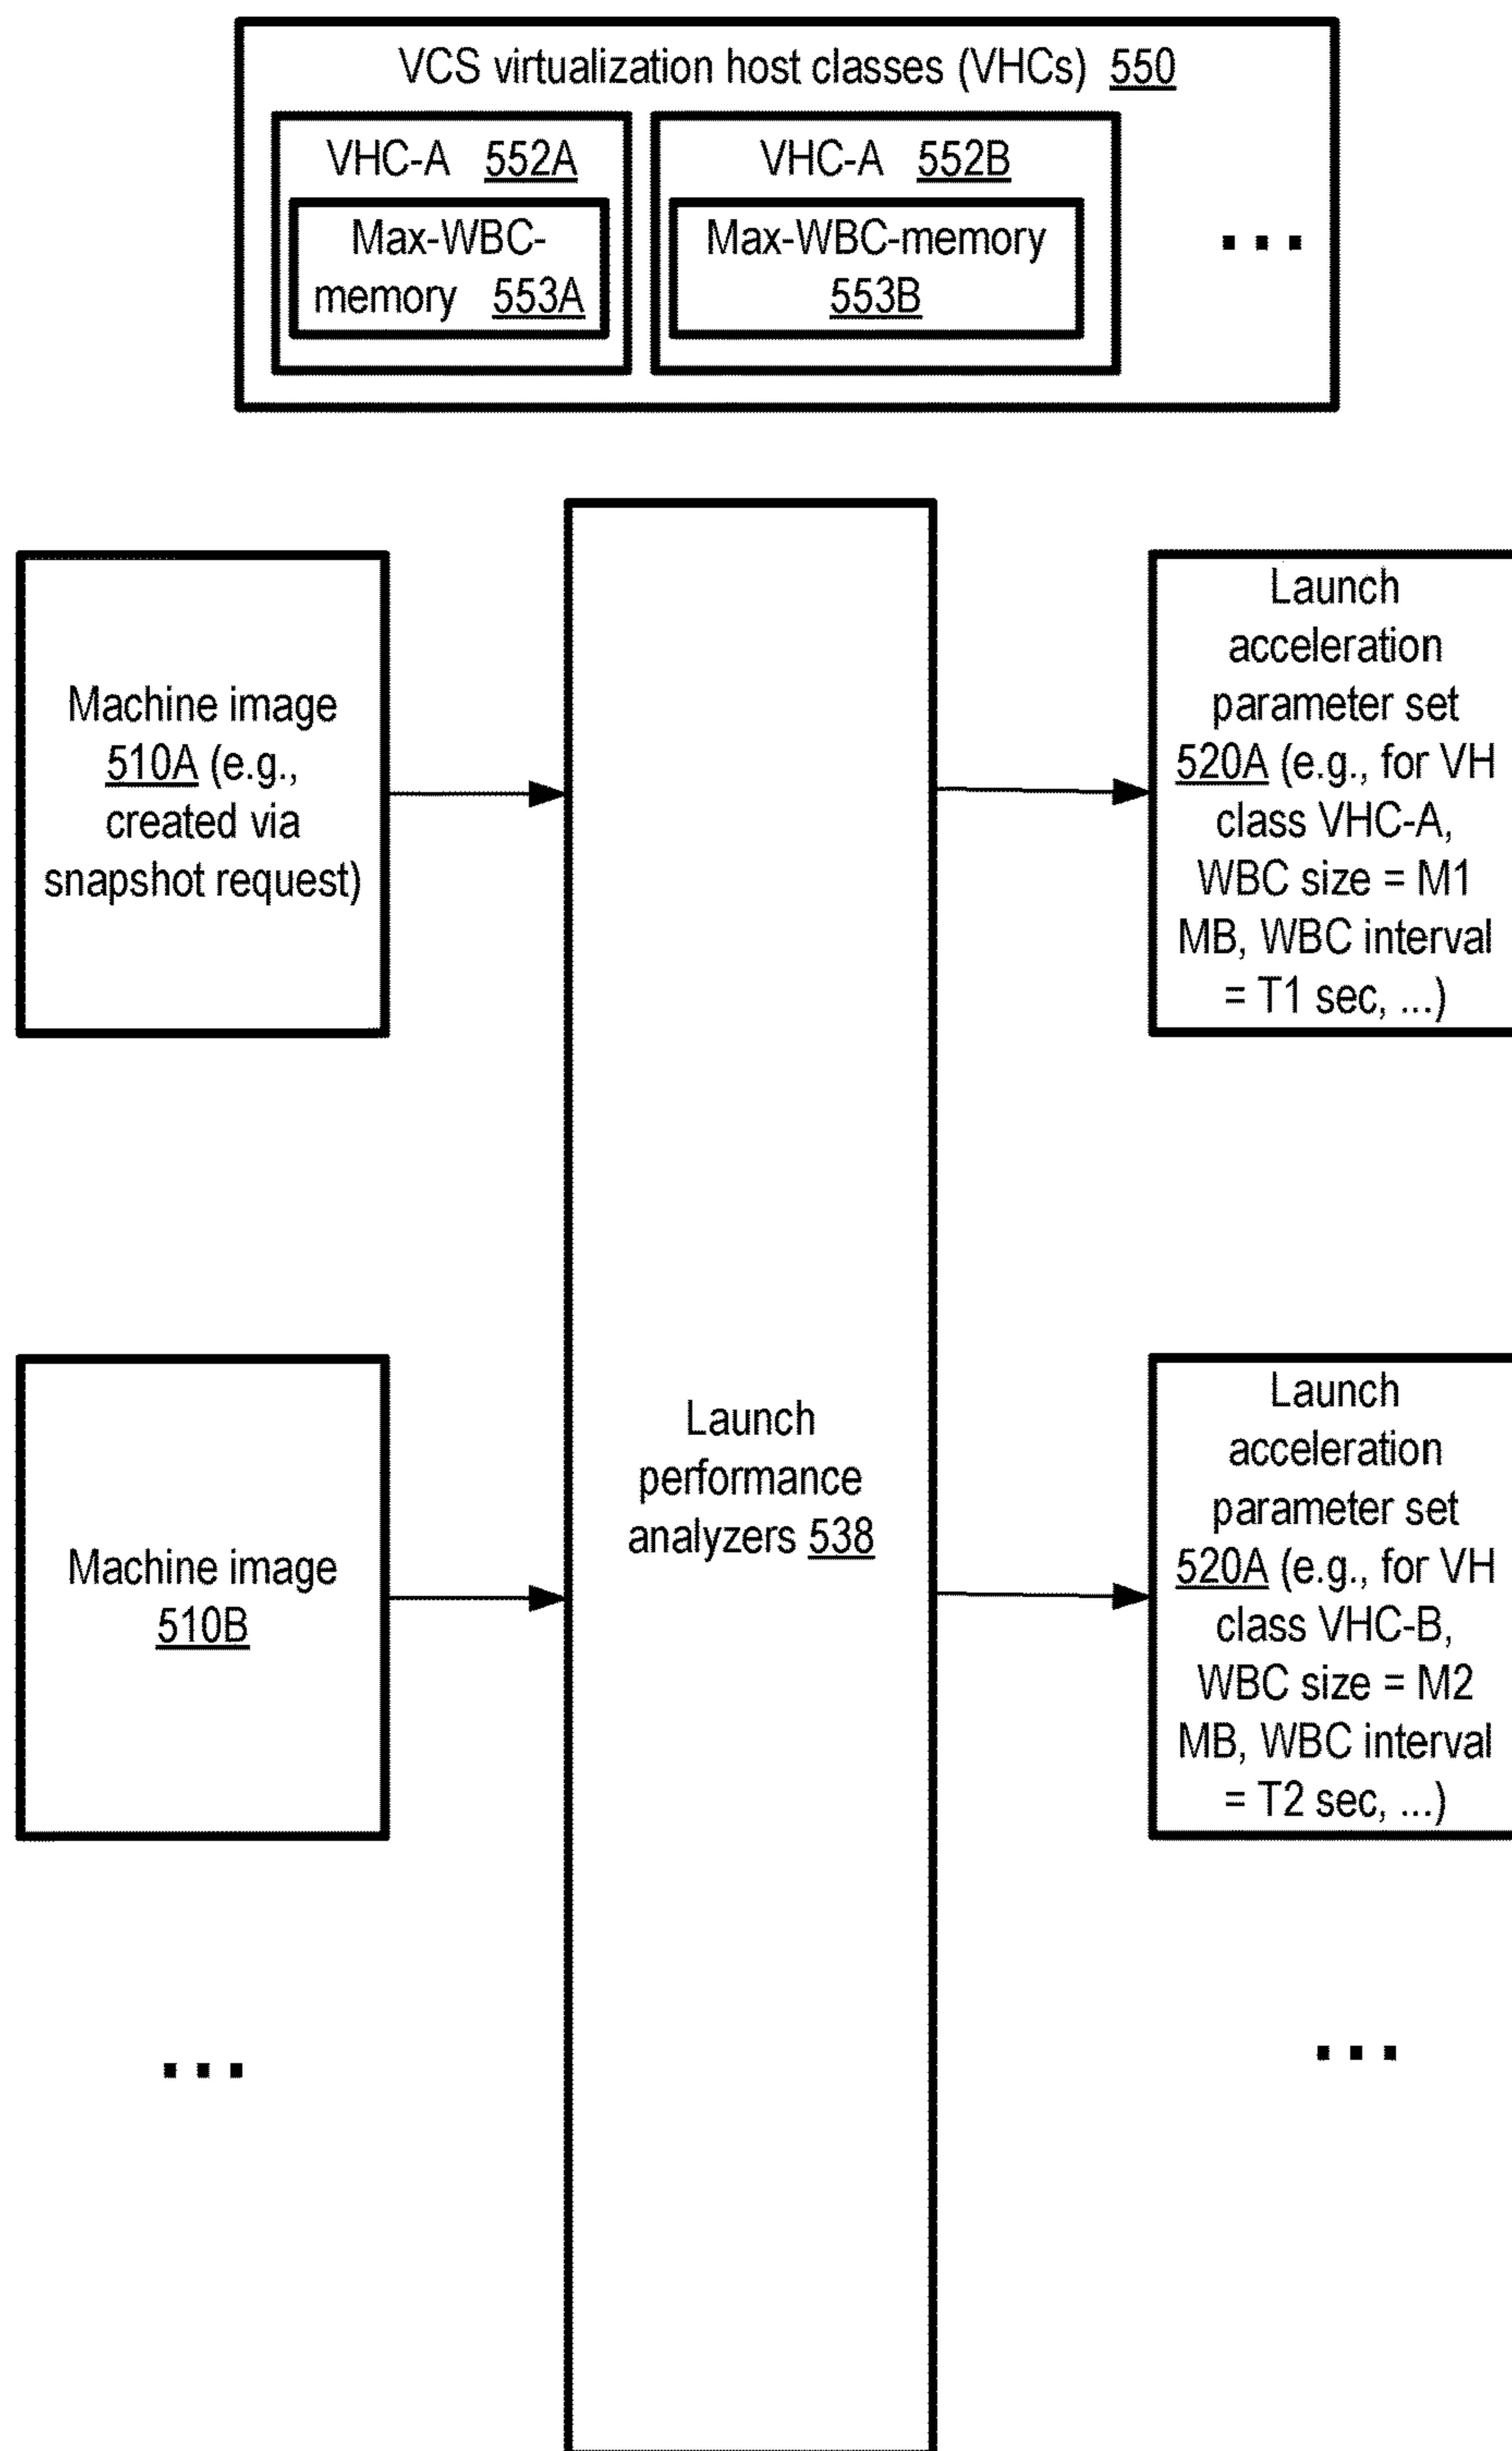 VCS virtualization host classes (VHCs) 550
VHC-A 552A
Max-WBC-
memory 553A
VHC-A 552B
Max-WBC-memory
553B
...
Machine image
510A (e.g.,
created via
snapshot request)
Launch
acceleration
parameter set
520A (e.g., for VH
class VHC-A,
WBC size = M1
MB, WBC interval
= T1 sec, ...)
Launch
performance
analyzers 538
Machine image
510B
Launch
acceleration
parameter set
520A (e.g., for VH
class VHC-B,
WBC size = M2
MB, WBC interval
= T2 sec, ...)
...
...